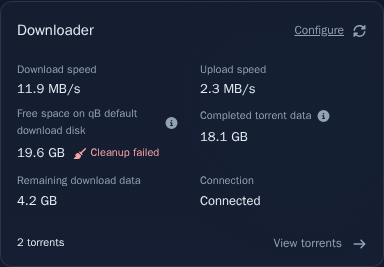 Downloader
Configure
Download speed
11.9 MB/s
Upload speed
2.3 MB/s
Free space on qB default
download disk
19.6 GB
Cleanup failed
Completed torrent data
18.1 GB
Remaining download data
4.2 GB
Connection
Connected
2 torrents
View torrents